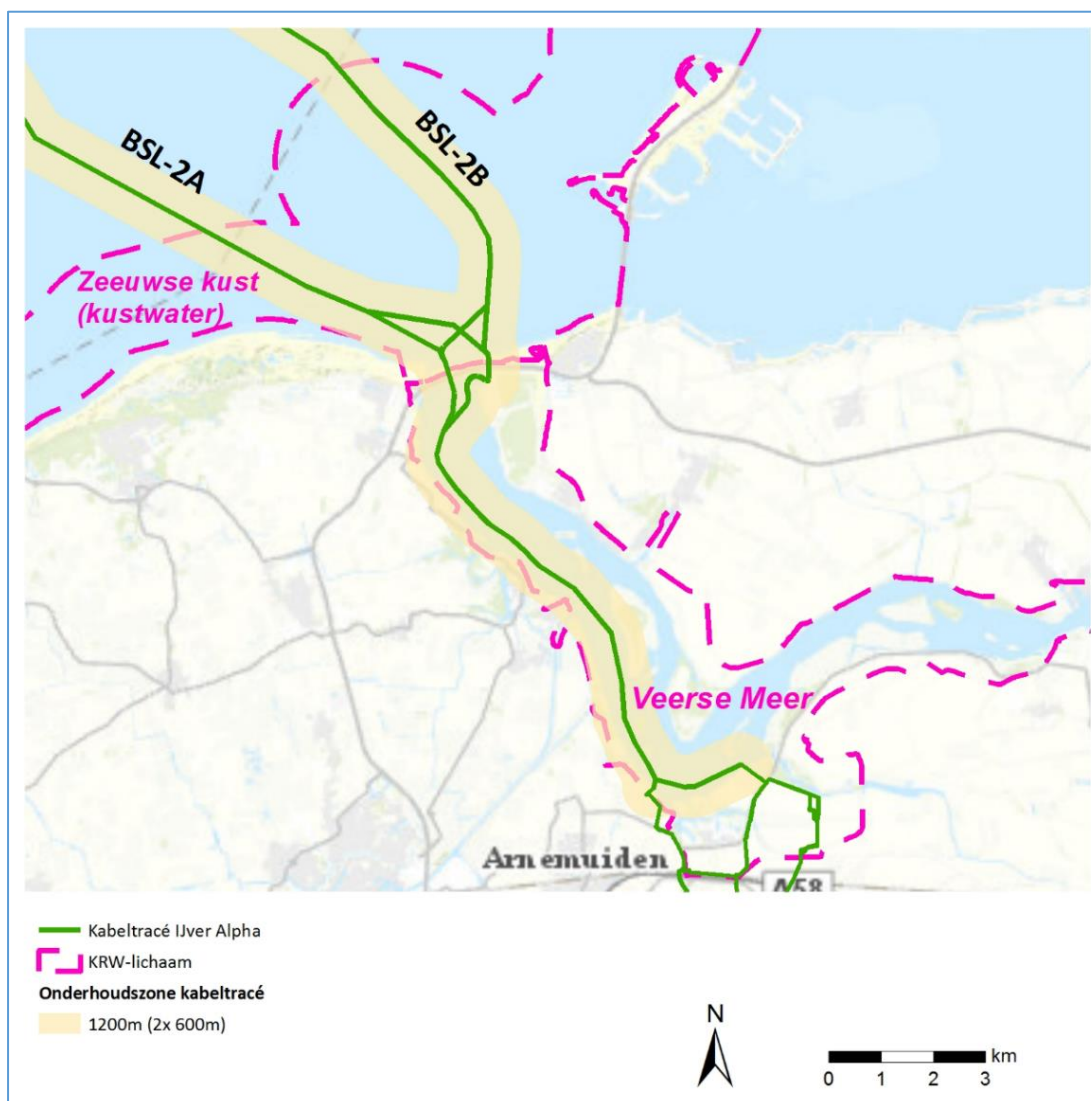 BSL-2A
BSL-2B
Zeeuwse kust
(kustwater)
Veerse Meer
Arnemuiden
A58
Kabeltracé IJver Alpha
KRW-lichaam
Onderhoudszone kabeltracé
1200m (2x 600m)
N
km
0 1 2 3